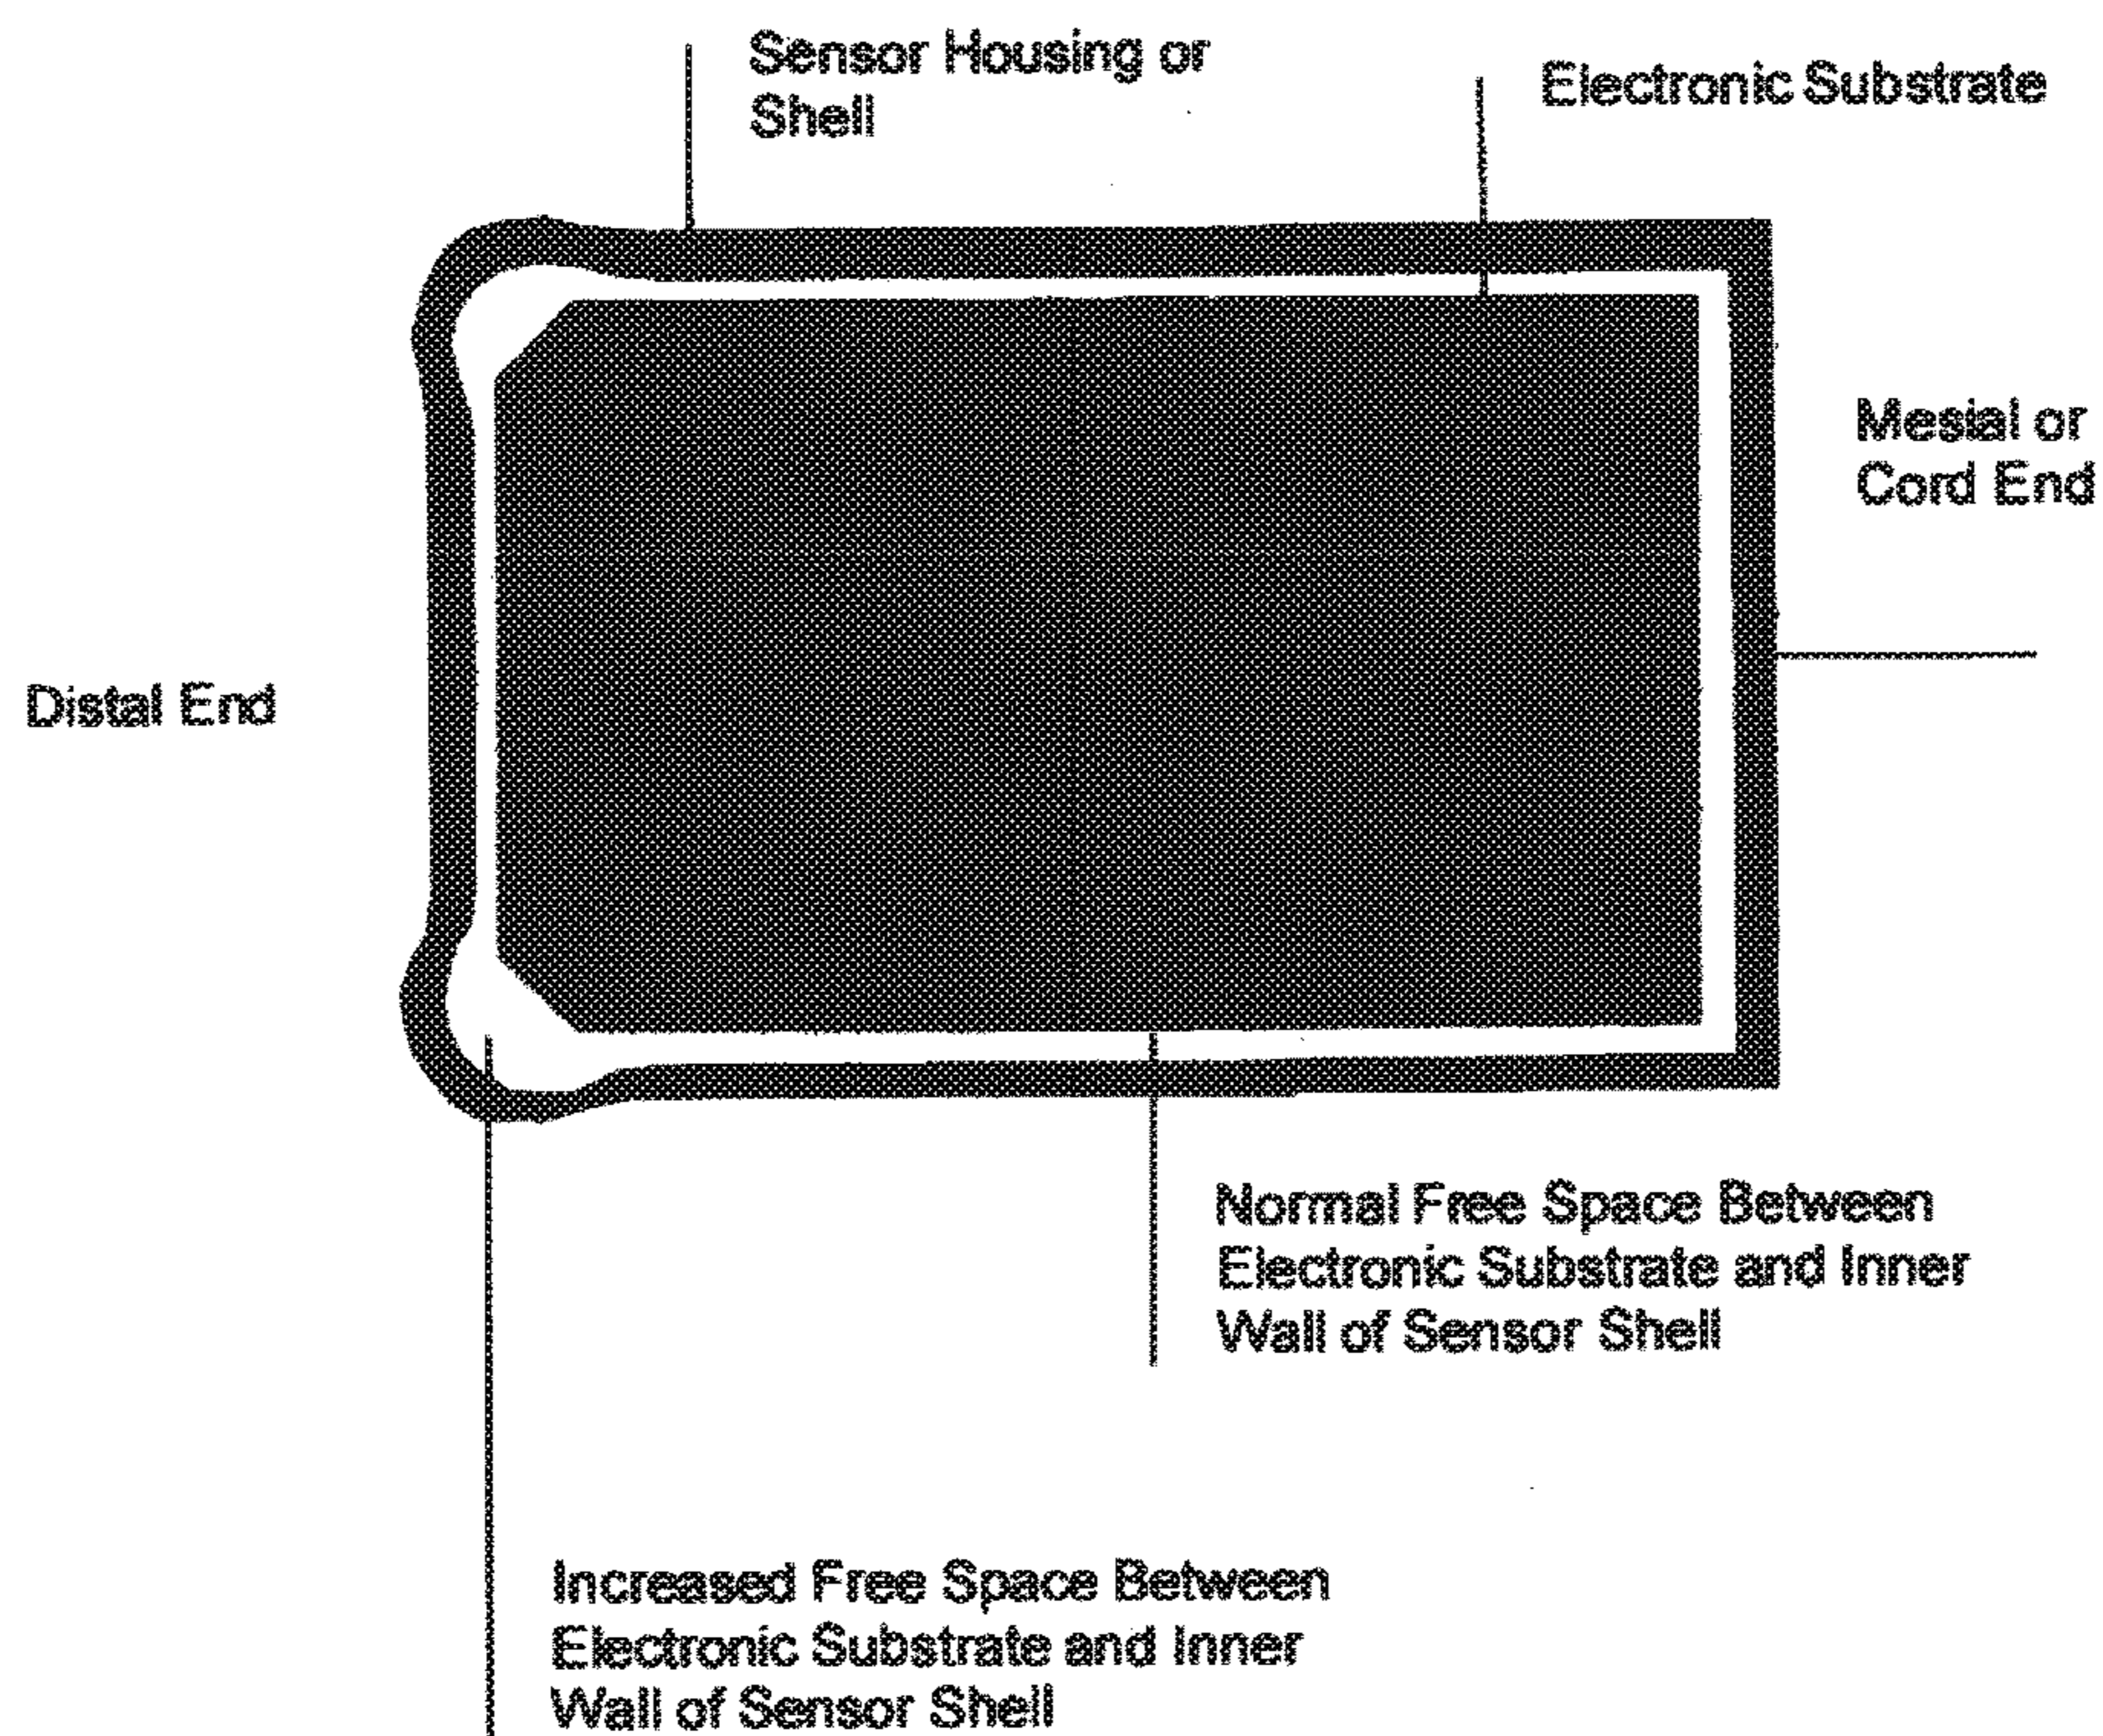 Sensor Housing or
Shell
Electronic Substrate
Mesial or
Cord End
Distal End
Normal Free Space Between
Electronic Substrate and Inner
Wall of Sensor Shell
Increased Free Space Between
Electronic Substrate and Inner
Wall of Sensor Shell